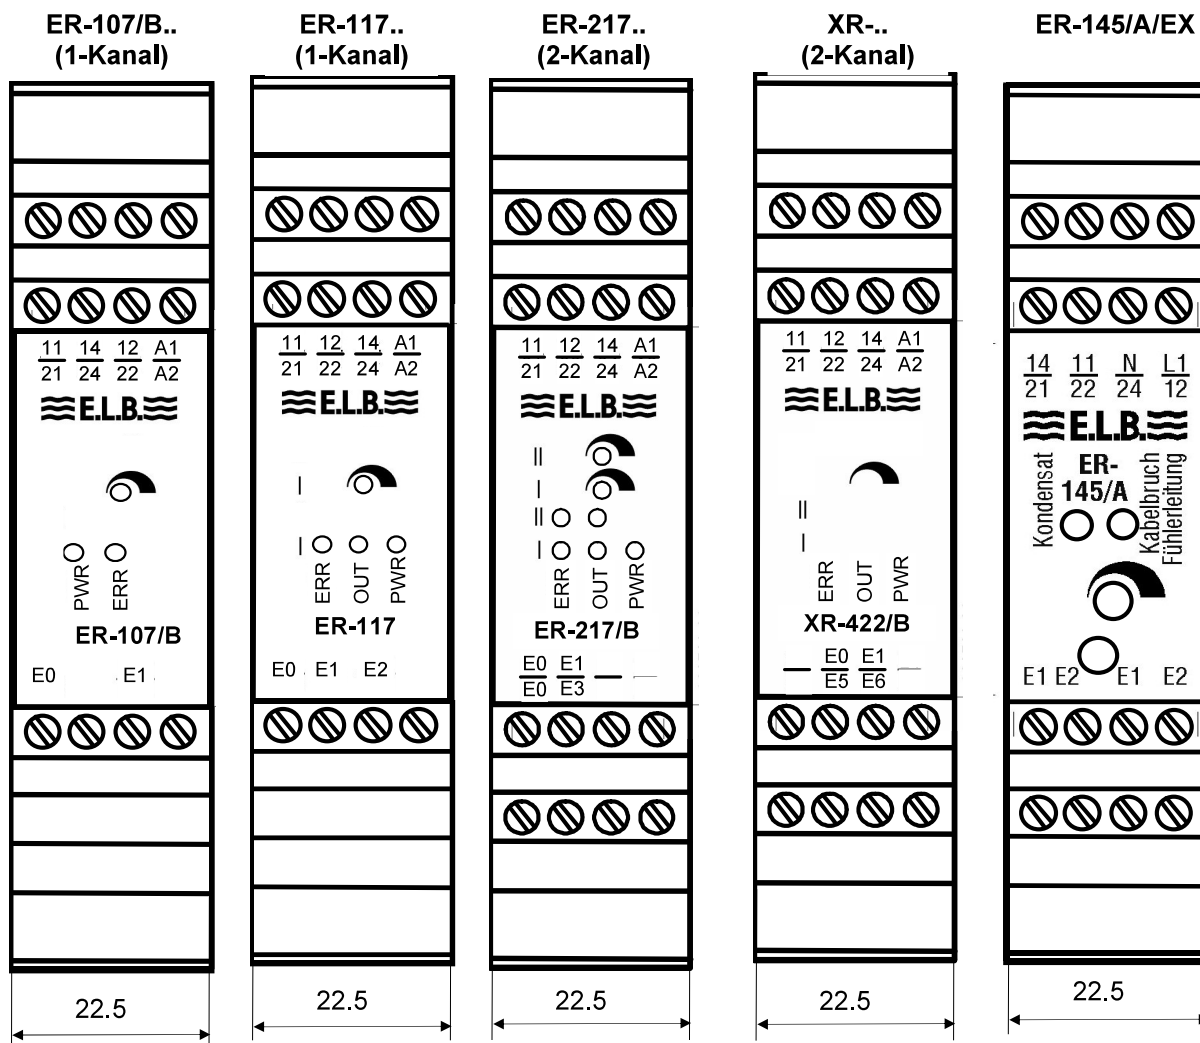 ER-107/B..
(1-Kanal)
11 14 12 A1
21 24 22 A2
E.L.B.
PWR
ERR
ER-107/B
E0 E1
22.5
ER-117..
(1-Kanal)
11 12 14 A1
21 22 24 A2
E.L.B.
I
I
ERR
OUT
PWR
ER-117
E0 E1 E2
22.5
ER-217..
(2-Kanal)
11 12 14 A1
21 22 24 A2
E.L.B.
II
I
II
I
ERR
OUT
PWR
ER-217/B
E0 E1
E0 E3
22.5
XR-..
(2-Kanal)
11 12 14 A1
21 22 24 A2
E.L.B.
II
I
ERR
OUT
PWR
XR-422/B
E0 E1
E5 E6
22.5
ER-145/A/EX
14 11 N L1
21 22 24 12
E.L.B.
Kondensat
ER-
145/A
Kabelbruch
Fühlerleitung
E1 E2 E1 E2
22.5